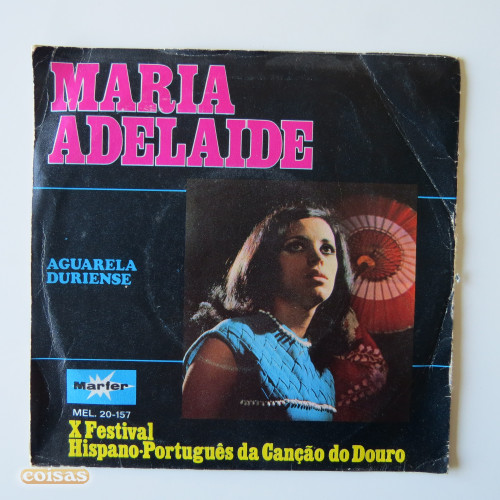 MARIA
ADELAIDE
AGUARELA
DURIENSE
Marfer
MEL. 20-157
X Festival
Hispano-Português da Canção do Douro
coisas